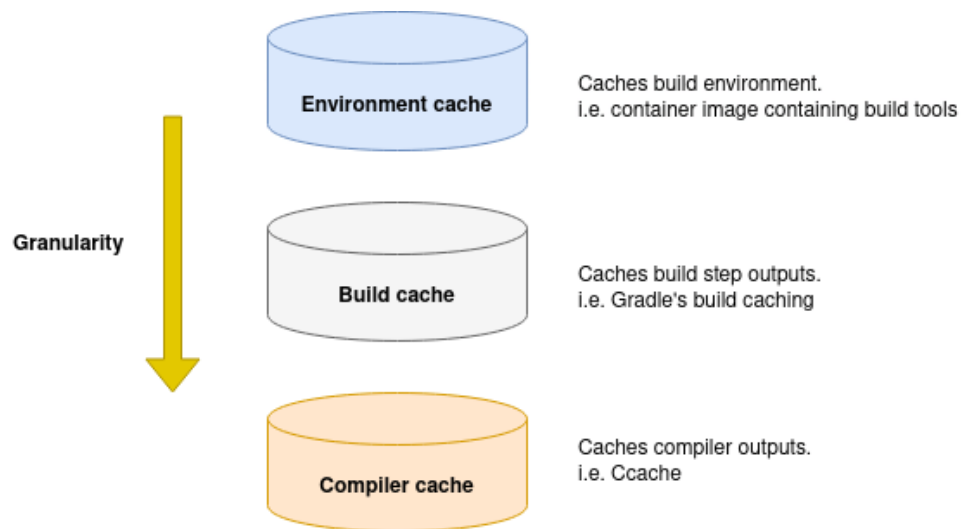 Environment cache
Caches build environment.
i.e. container image containing build tools
Granularity
Build cache
Caches build step outputs.
i.e. Gradle's build caching
Compiler cache
Caches compiler outputs.
i.e. Ccache